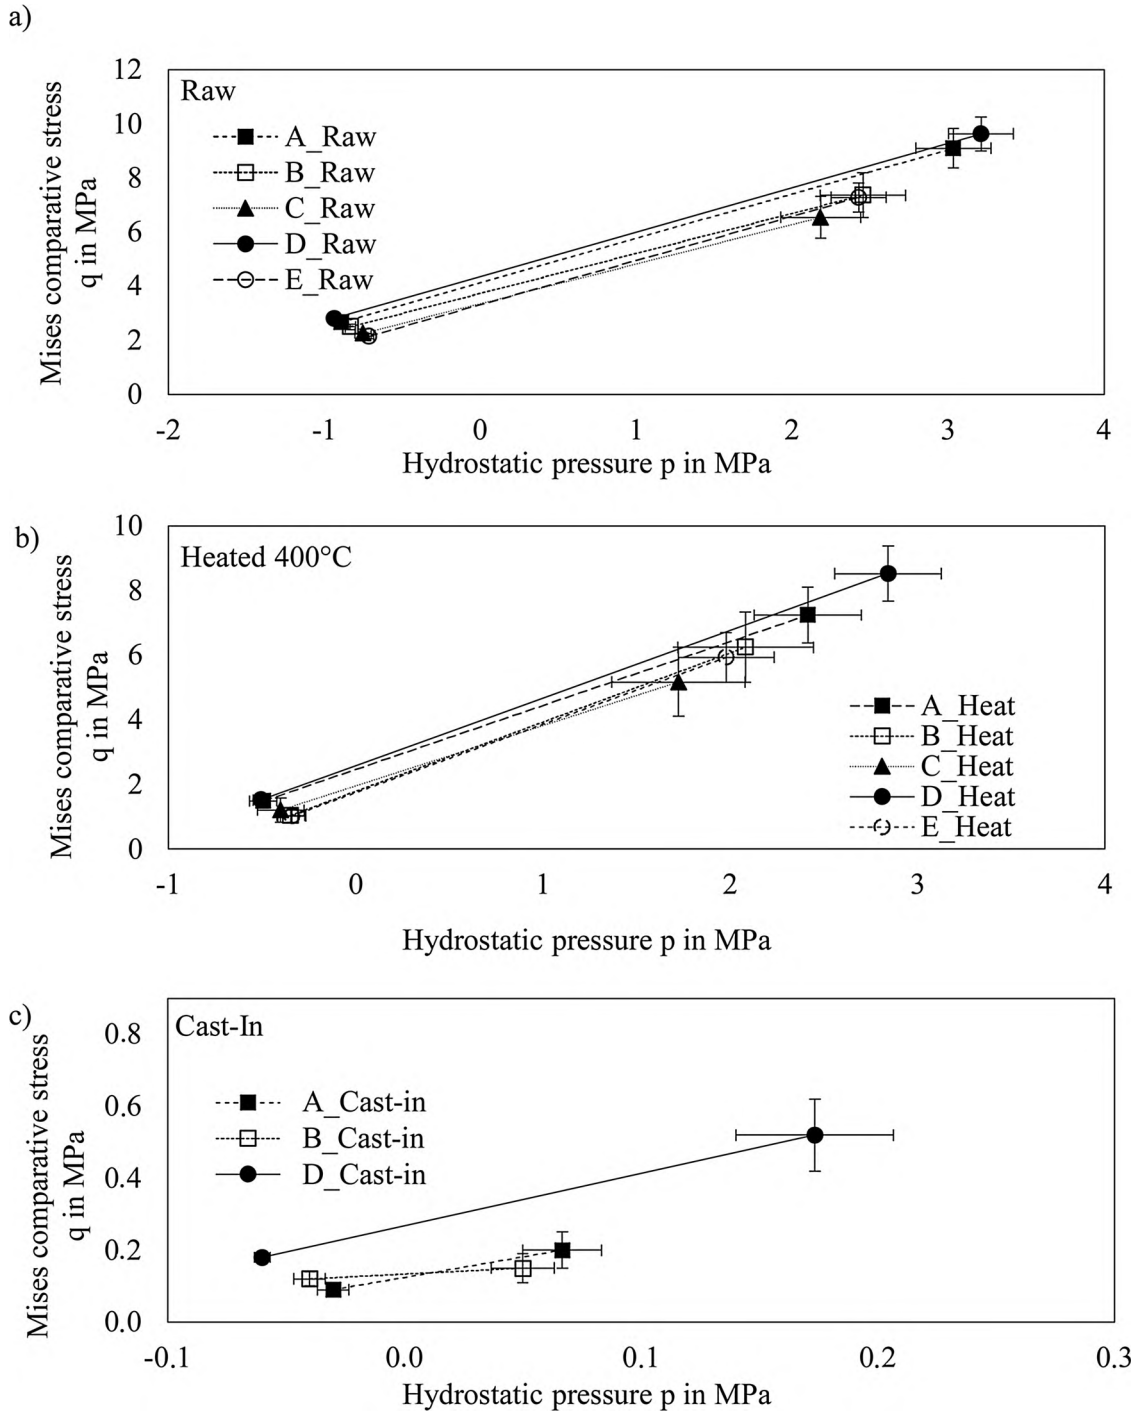 a)
Mises comparative stress
q in MPa
12
10
8
6
4
2
0
Raw
A_Raw
B_Raw
C_Raw
D_Raw
E_Raw
-2
-1
0
1
2
3
4
Hydrostatic pressure p in MPa
b)
Mises comparative stress
q in MPa
10
8
6
4
2
0
Heated 400°C
A_Heat
B_Heat
C_Heat
D_Heat
E_Heat
-1
0
1
2
3
4
Hydrostatic pressure p in MPa
c)
Mises comparative stress
q in MPa
0.8
0.6
0.4
0.2
0.0
Cast-In
A_Cast-in
B_Cast-in
D_Cast-in
-0.1
0.0
0.1
0.2
0.3
Hydrostatic pressure p in MPa